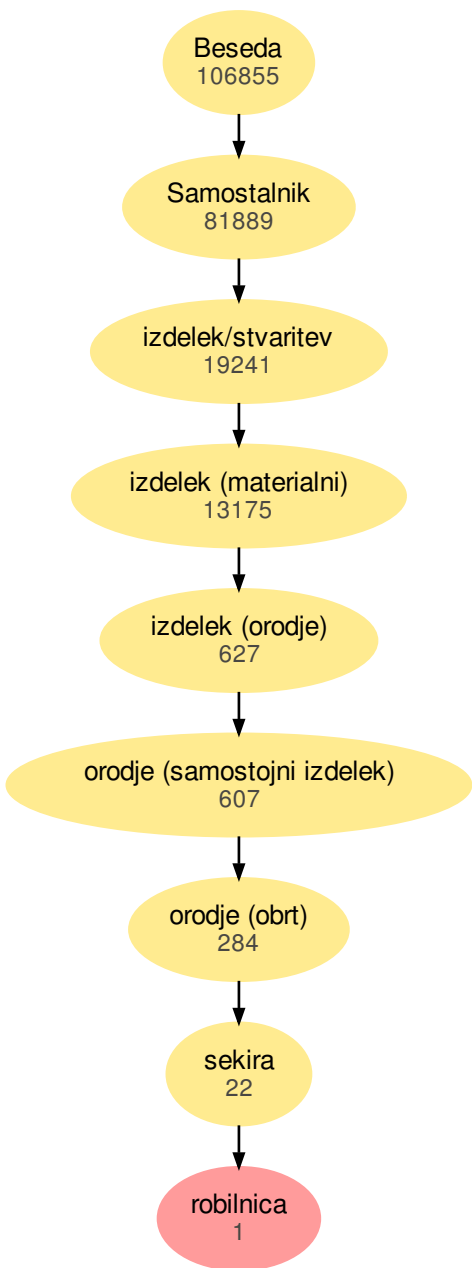 Beseda
106855
Samostalnik
81889
izdelek/stvaritev
19241
izdelek (materialni)
13175
izdelek (orodje)
627
orodje (samostojni izdelek)
607
orodje (obrt)
284
sekira
22
robilnica
1